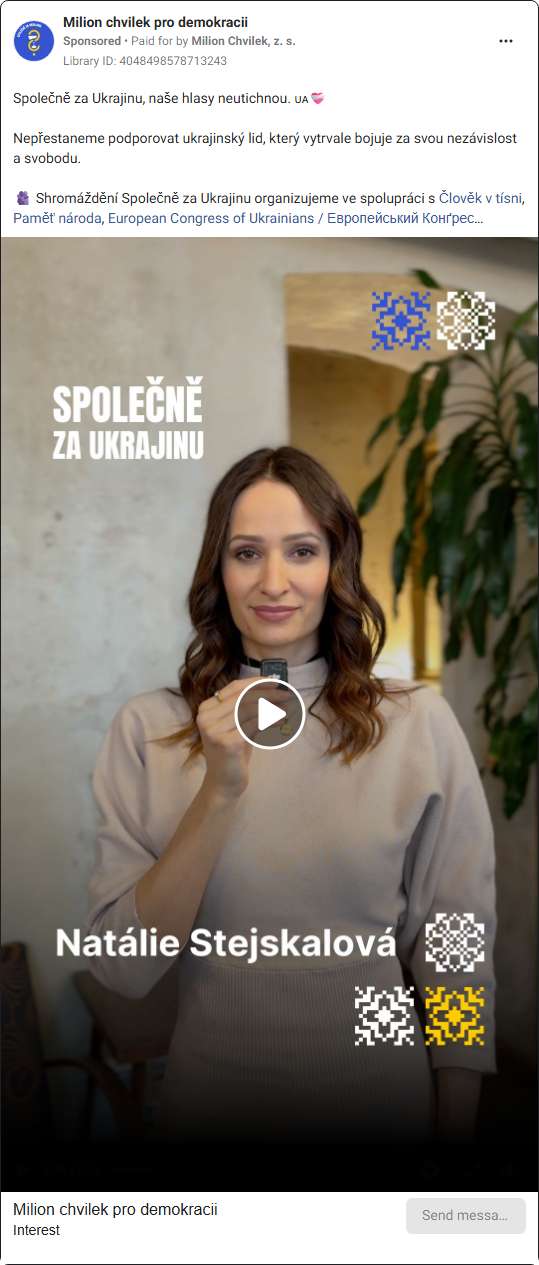 Milion chvilek pro demokracii
Sponsored • Paid for by Milion Chvilek, z. s.
Library ID: 4048498578713243
Společně za Ukrajinu, naše hlasy neutichnou. UA💝
Nepřestaneme podporovat ukrajinský lid, který vytrvale bojuje za svou nezávislost
a svobodu.
Shromáždění Společně za Ukrajinu organizujeme ve spolupráci s Člověk v tísni,
Paměť národa, European Congress of Ukrainians / Европейський Конґрес...
SPOLEČNĚ
ZA UKRAJINU
Natálie Stejskalová
Milion chvilek pro demokracii
Interest
Send messa...